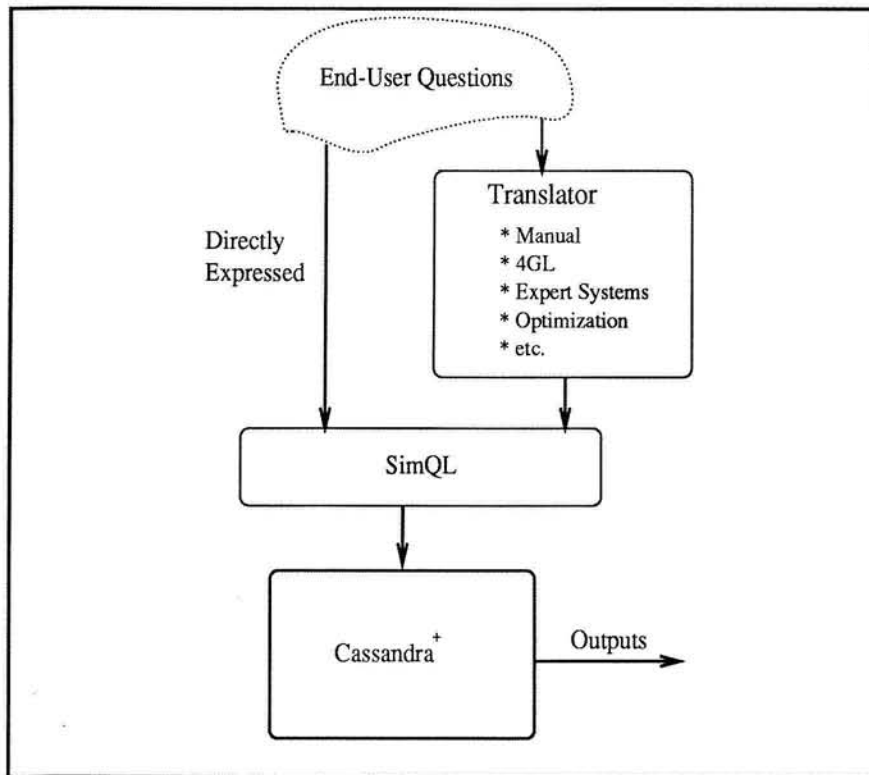 End-User Questions
Translator
* Manual
* 4GL
* Expert Systems
* Optimization
* etc.
Directly
Expressed
SimQL
Cassandra+
Outputs